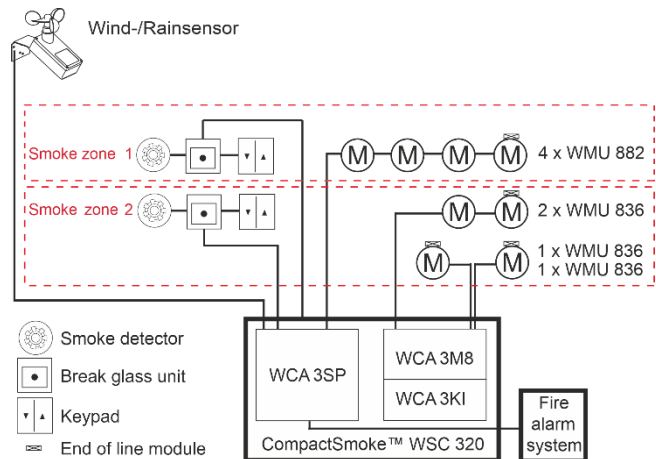 Wind-/Rainsensor
Smoke zone 1
M M M M
4 x WMU 882
Smoke zone 2
M M
2 x WMU 836
M M
1 x WMU 836
1 x WMU 836
Smoke detector
Break glass unit
Keypad
End of line module
WCA 3SP
WCA 3M8
WCA 3KI
CompactSmoke™ WSC 320
Fire
alarm
system